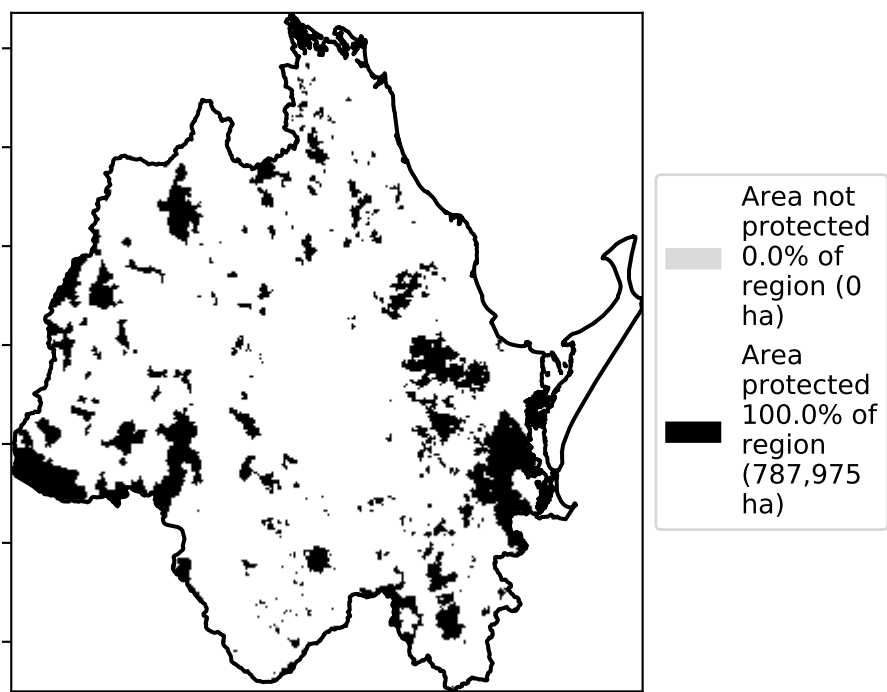 Area not
protected
0.0% of
region (0
ha)
Area
protected
100.0% of
region
(787,975
ha)